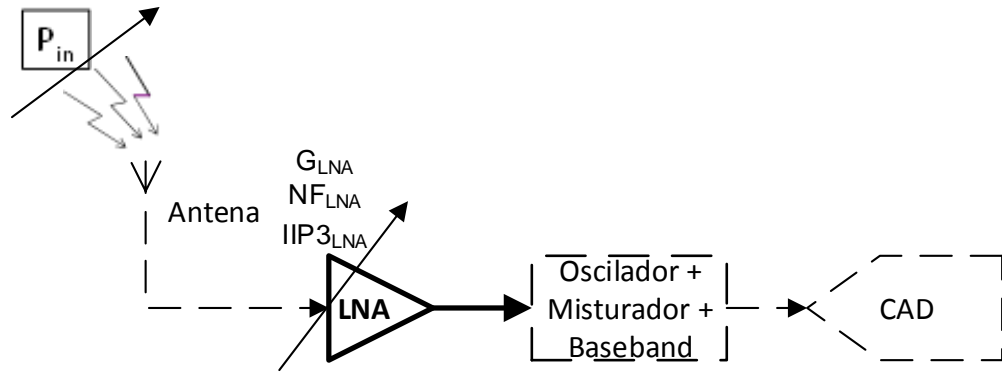 P_in
G_LNA
NF_LNA
IIP3_LNA
Antena
LNA
Oscilador +
Misturador +
Baseband
CAD